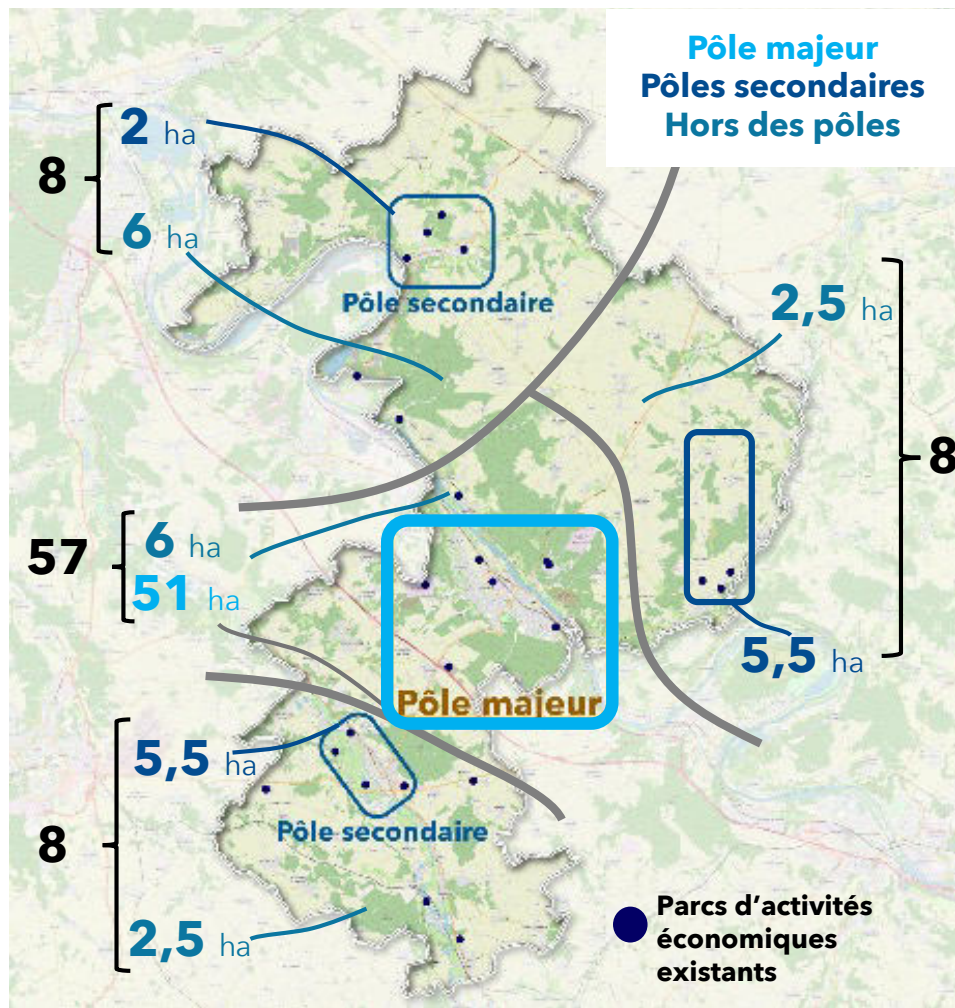 Pôle majeur
Pôles secondaires
Hors des pôles
2 ha
8
6 ha
Pôle secondaire
2,5 ha
8
5,5 ha
57
6 ha
51 ha
Pôle majeur
5,5 ha
8
Pôle secondaire
2,5 ha
Parcs d’activités
économiques
existants